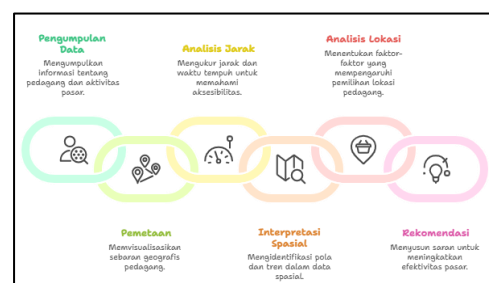 Pengumpulan
Data
Mengumpulkan
informasi tentang
pedagang dan aktivitas
pasar.
Analisis Jarak
Mengukur jarak dan
waktu tempuh untuk
memahami
aksesibilitas.
Analisis Lokasi
Menentukan faktor-
faktor yang
mempengaruhi
pemilihan lokasi
pedagang.
Pemetaan
Memvisualisasikan
sebaran geografis
pedagang.
Interpretasi
Spasial
Mengidentifikasi pola
dan tren dalam data
spasial.
Rekomendasi
Menyusun saran untuk
meningkatkan
efektivitas pasar.